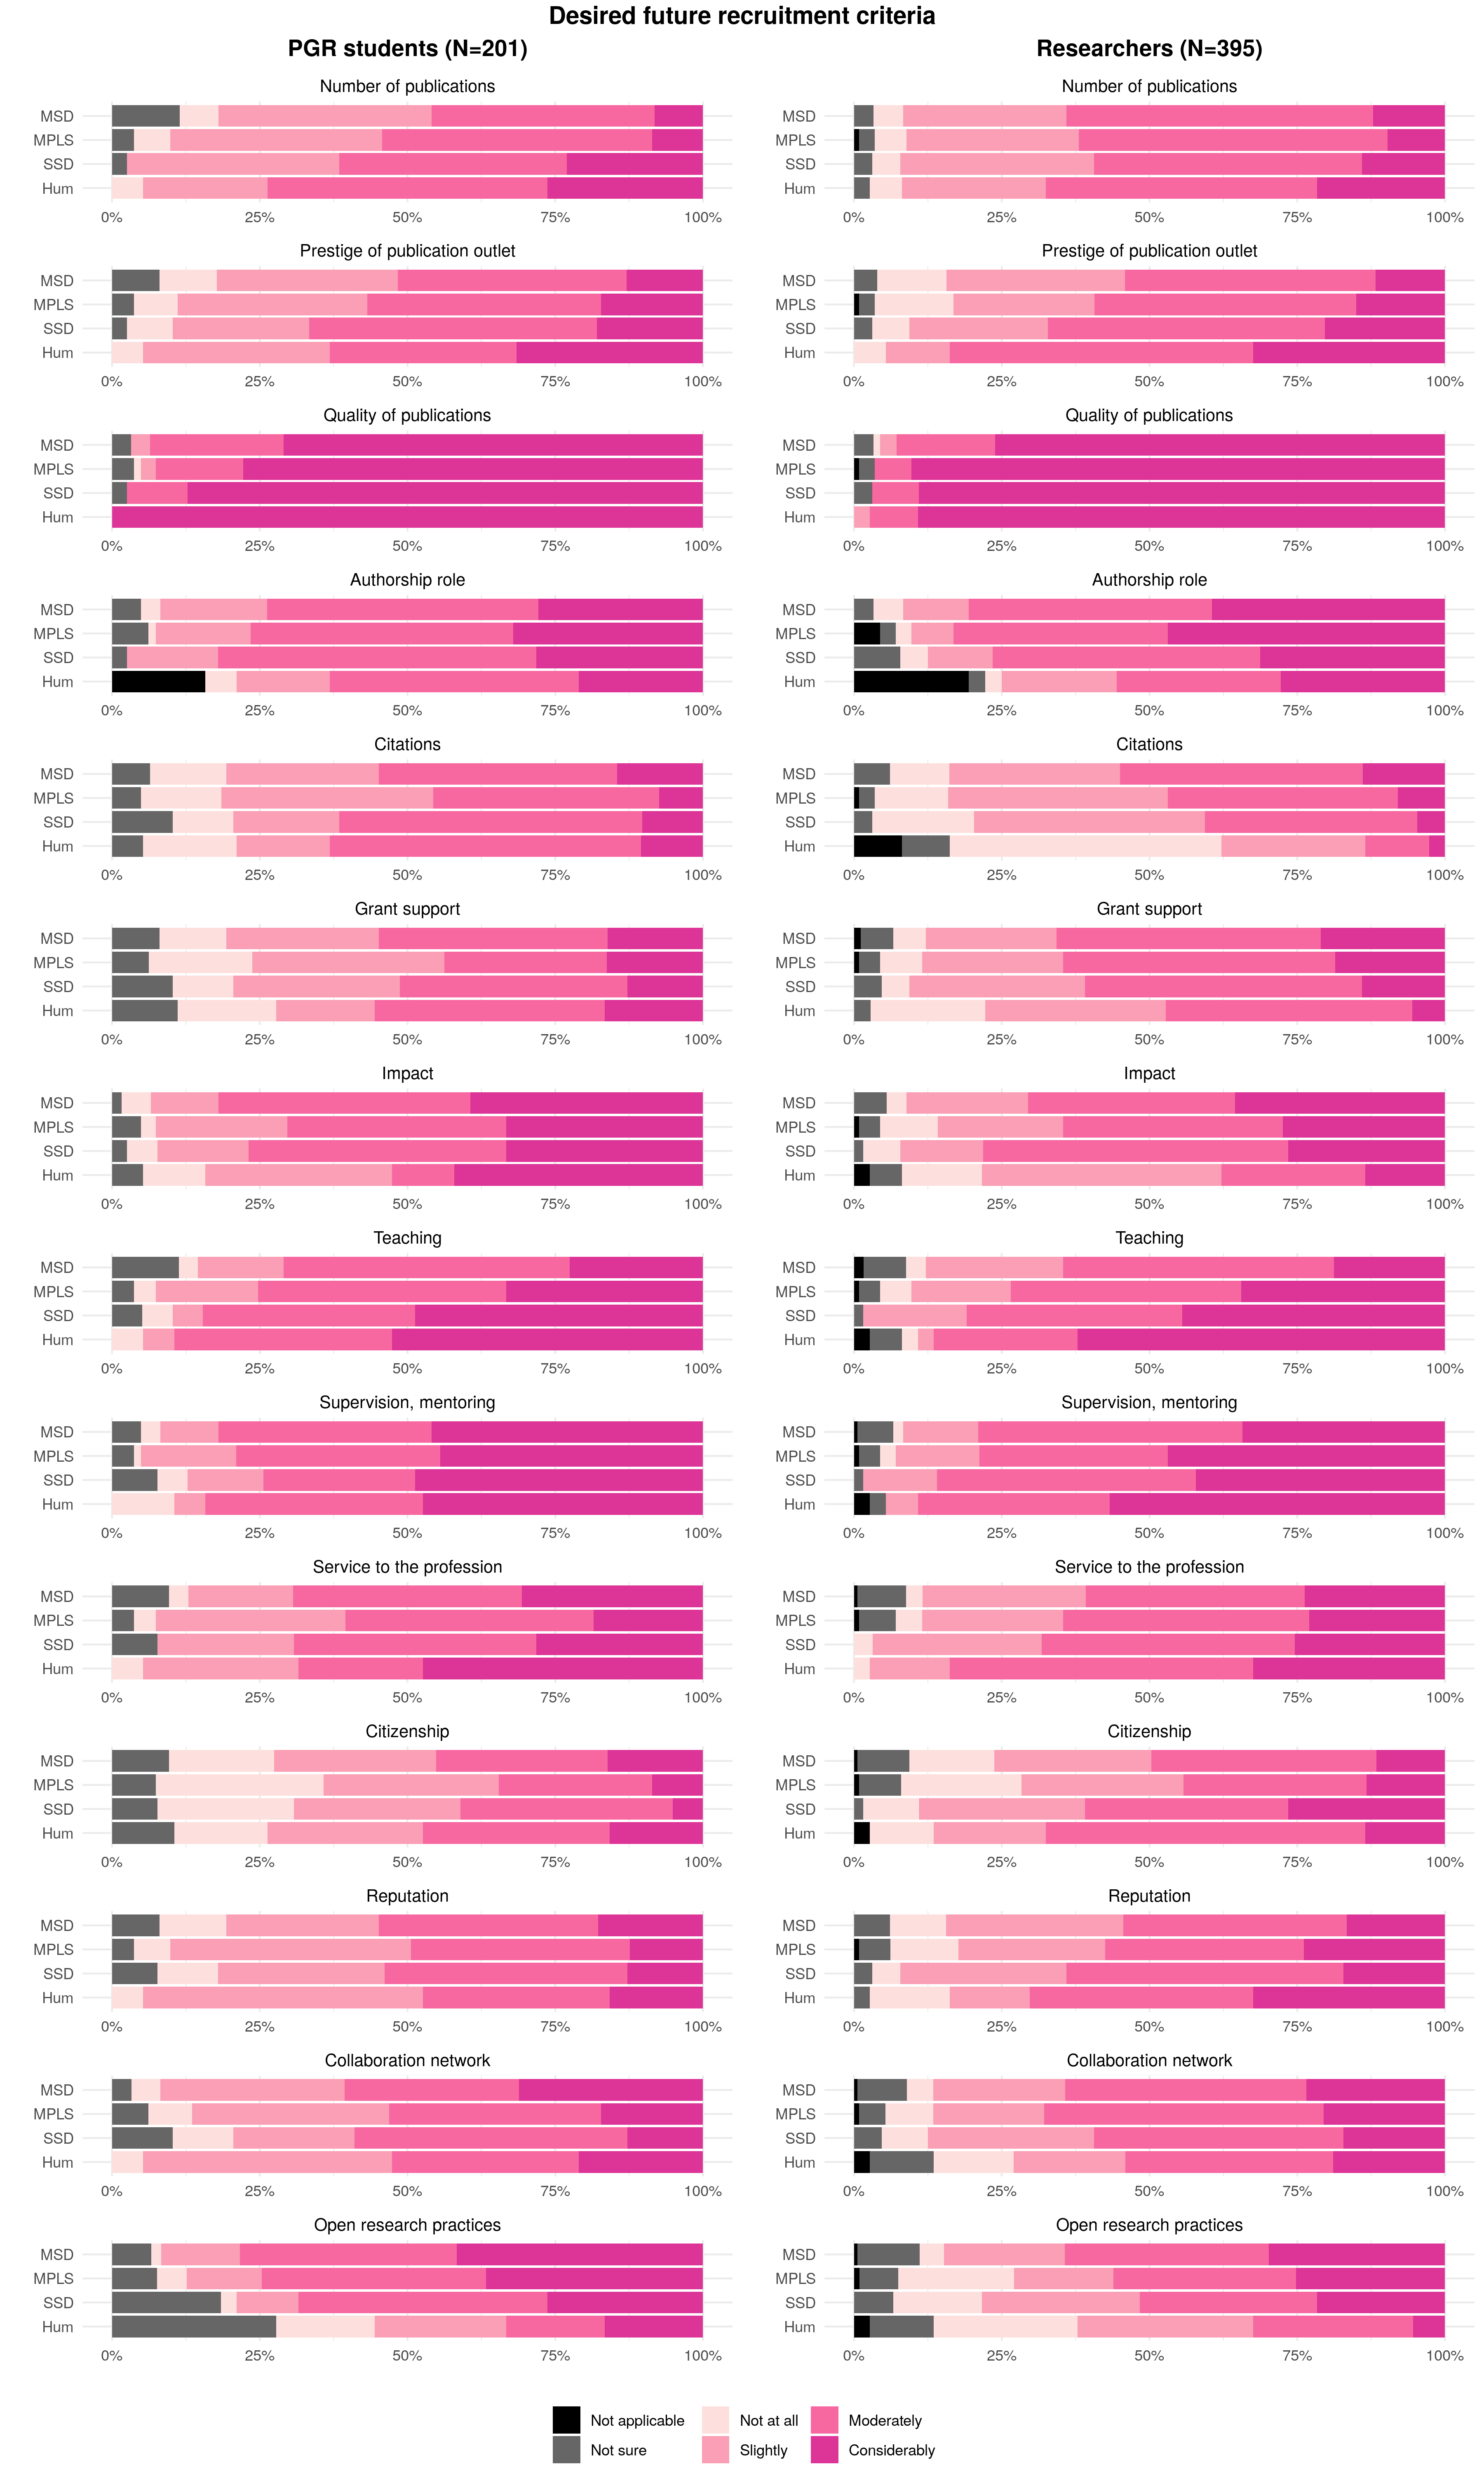 Desired future recruitment criteria
PGR students (N=201) Researchers (N=395)
Number of publications Number of publications
MSD MSD
MPLS MPLS
SSD SSD
Hum Hum
0% 25% 50% 75% 100% 0% 25% 50% 75% 100%
Prestige of publication outlet Prestige of publication outlet
MSD MSD
MPLS MPLS
SSD SSD
Hum Hum
0% 25% 50% 75% 100% 0% 25% 50% 75% 100%
Quality of publications Quality of publications
MSD MSD
MPLS MPLS
SSD SSD
Hum Hum
0% 25% 50% 75% 100% 0% 25% 50% 75% 100%
Authorship role Authorship role
MSD MSD
MPLS MPLS
SSD SSD
Hum Hum
0% 25% 50% 75% 100% 0% 25% 50% 75% 100%
Citations Citations
MSD MSD
MPLS MPLS
SSD SSD
Hum Hum
0% 25% 50% 75% 100% 0% 25% 50% 75% 100%
Grant support Grant support
MSD MSD
MPLS MPLS
SSD SSD
Hum Hum
0% 25% 50% 75% 100% 0% 25% 50% 75% 100%
Impact Impact
MSD MSD
MPLS MPLS
SSD SSD
Hum Hum
0% 25% 50% 75% 100% 0% 25% 50% 75% 100%
Teaching Teaching
MSD MSD
MPLS MPLS
SSD SSD
Hum Hum
0% 25% 50% 75% 100% 0% 25% 50% 75% 100%
Supervision, mentoring Supervision, mentoring
MSD MSD
MPLS MPLS
SSD SSD
Hum Hum
0% 25% 50% 75% 100% 0% 25% 50% 75% 100%
Service to the profession Service to the profession
MSD MSD
MPLS MPLS
SSD SSD
Hum Hum
0% 25% 50% 75% 100% 0% 25% 50% 75% 100%
Citizenship Citizenship
MSD MSD
MPLS MPLS
SSD SSD
Hum Hum
0% 25% 50% 75% 100% 0% 25% 50% 75% 100%
Reputation Reputation
MSD MSD
MPLS MPLS
SSD SSD
Hum Hum
0% 25% 50% 75% 100% 0% 25% 50% 75% 100%
Collaboration network Collaboration network
MSD MSD
MPLS MPLS
SSD SSD
Hum Hum
0% 25% 50% 75% 100% 0% 25% 50% 75% 100%
Open research practices Open research practices
MSD MSD
MPLS MPLS
SSD SSD
Hum Hum
0% 25% 50% 75% 100% 0% 25% 50% 75% 100%
Not applicable Not at all Moderately
Not sure Slightly Considerably